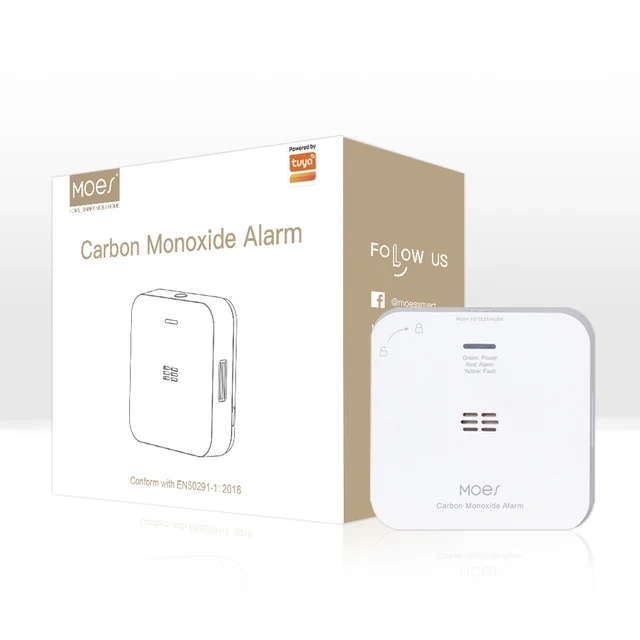 MOES
Powered by
tuya
Carbon Monoxide Alarm
Conform with EN50291-1: 2018
FOLLOW US
@moessmart
PUSH TO TEST/HUSH
Green: Power
Red: Alarm
Yellow: Fault
MOES
Carbon Monoxide Alarm